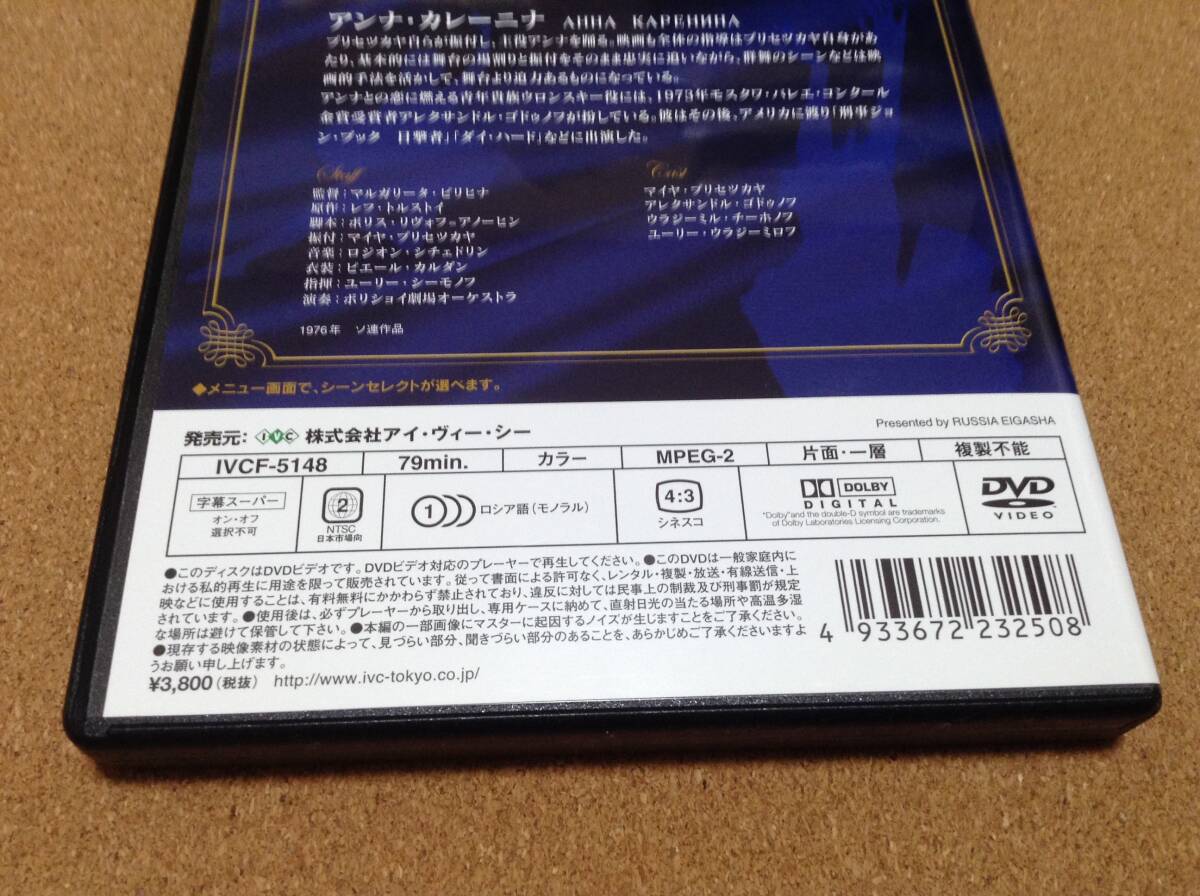 アンナ・カレーニナ АННА КАРЕНИНА
プリセツカヤ自らが振付し、主役アンナを踊る。映画も全体の指導はプリセツカヤ自身があ
たり、基本的には舞台の場割りと振付をそのまま忠実に追いながら、群舞のシーンなどは映
画的手法を活かして、舞台より迫力あるものになっている。
アンナとの恋に燃える青年貴族ウロンスキー役には、1973年モスクワ・バレエ・コンクール
金賞受賞者アレクサンドル・ゴドゥノフが扮している。彼はその後、アメリカに渡り「刑事ジョ
ン・ブック 目撃者」「ダイ・ハード」などに出演した。
Staff
監督：マルガリータ・ピリヒナ
原作：レフ・トルストイ
脚本：ボリス・リヴォフ=アノーヒン
振付：マイヤ・プリセツカヤ
音楽：ロジオン・シチェドリン
衣装：ピエール・カルダン
指揮：ユーリー・シーモノフ
演奏：ボリショイ劇場オーケストラ
Cast
マイヤ・プリセツカヤ
アレクサンドル・ゴドゥノフ
ウラジーミル・チーホノフ
ユーリー・ウラジーミロフ
1976年 ソ連作品
◆メニュー画面で、シーンセレクトが選べます。
発売元： IVC 株式会社アイ・ヴィー・シー
Presented by RUSSIA EIGASHA
IVCF-5148 79min. カラー MPEG-2 片面・一層 複製不能
字幕スーパー
オン・オフ
選択不可
2
NTSC
日本市場向
1 ロシア語（モノラル）
4:3
シネスコ
DOLBY
DIGITAL
"Dolby"and the double-D symbol are trademarks
of Dolby Laboratories Licensing Corporation.
DVD
VIDEO
●このディスクはDVDビデオです。DVDビデオ対応のプレーヤーで再生してください。●このDVDは一般家庭内に
おける私的再生に用途を限って販売されています。従って書面による許可なく、レンタル・複製・放送・有線送信・上
映などに使用することは、有料無料にかかわらず禁止されており、違反に対しては民事上の制裁及び刑事罰が規定
されています。●使用後は、必ずプレーヤーから取り出し、専用ケースに納めて、直射日光の当たる場所や高温多湿
な場所は避けて保管して下さい。●本編の一部画像にマスターに起因するノイズが生じますことをご了承ください。
●現存する映像素材の状態によって、見づらい部分、聞きづらい部分のあることを、あらかじめご了承くださいますよ
うお願い申し上げます。
¥3,800（税抜） http://www.ivc-tokyo.co.jp/
4 933672 232508